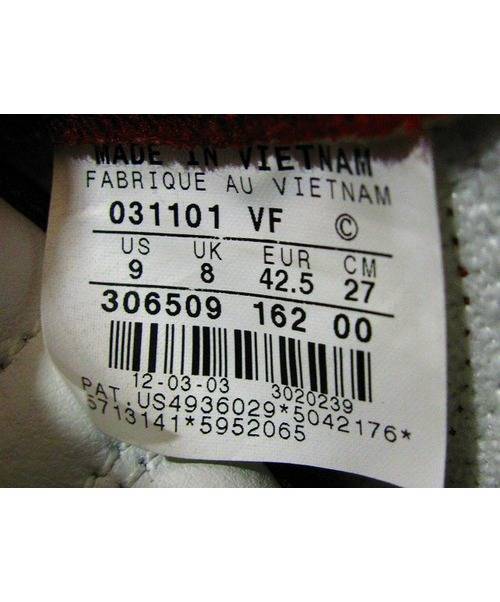 MADE IN VIETNAM
FABRIQUE AU VIETNAM
031101 VF ©
US UK EUR CM
9 8 42.5 27
306509 162 00
12-03-03 3020239
PAT.US4936029*5042176*
5713141*5952065